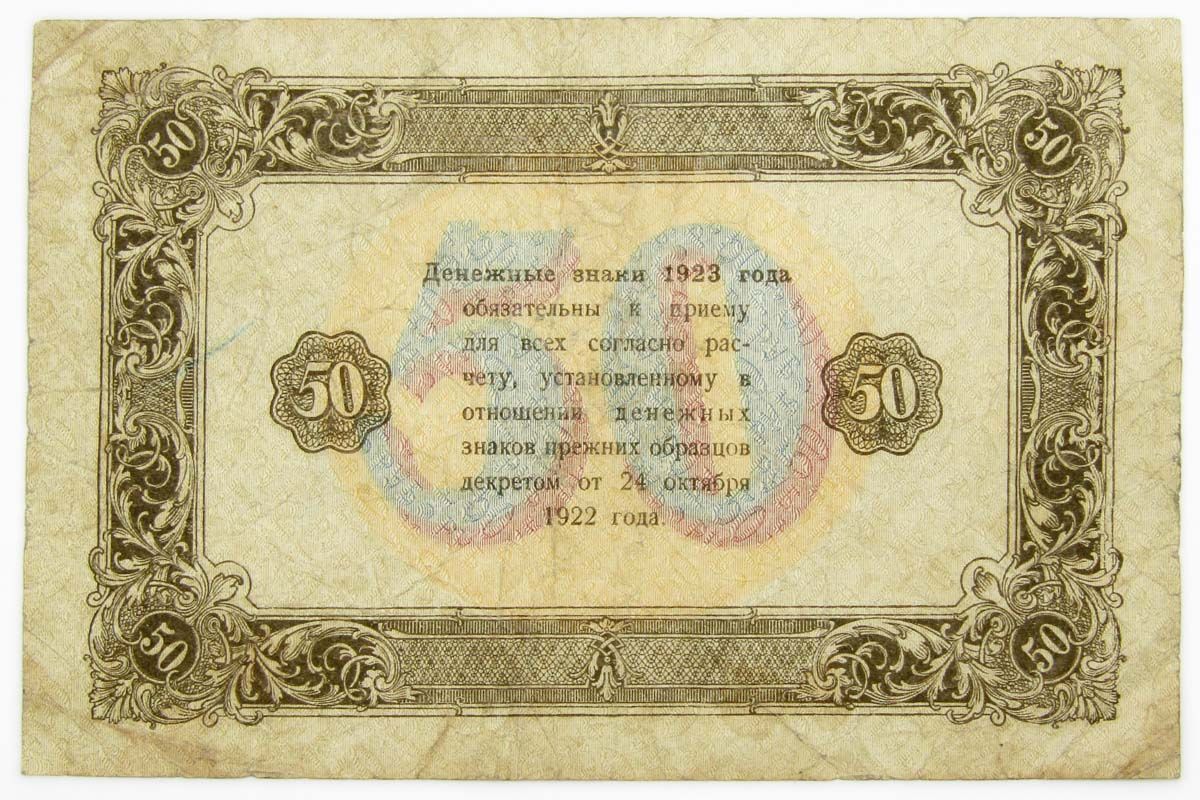 50 50
50
Денежные знаки 1923 года
обязательны к приему
для всех согласно рас-
чету, установленному в
отношении денежных
знаков прежних образцов
декретом от 24 октября
1922 года.
50 50
50 50